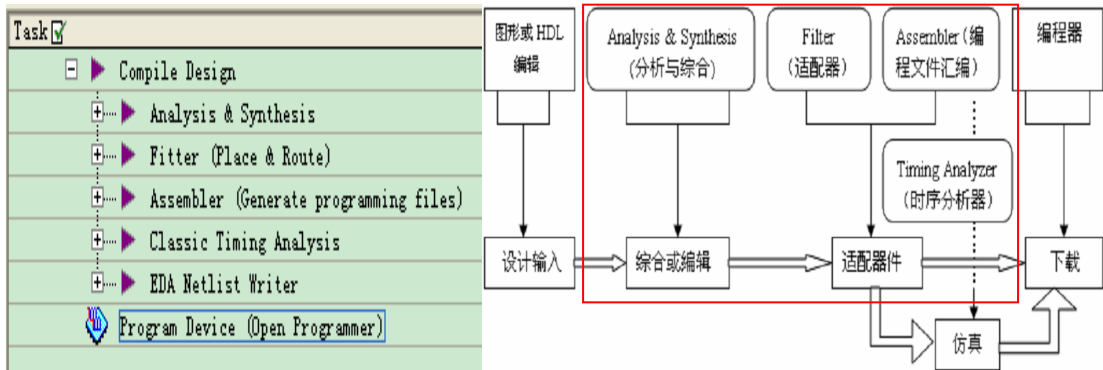 Task
Compile Design
Analysis & Synthesis
Fitter (Place & Route)
Assembler (Generate programming files)
Classic Timing Analysis
EDA Netlist Writer
Program Device (Open Programmer)
图形或 HDL
编辑
Analysis & Synthesis
(分析与综合)
Filter
(适配器)
Assembler (编
程文件汇编)
编程器
Timing Analyzer
(时序分析器)
设计输入
综合或编辑
适配器件
下载
仿真